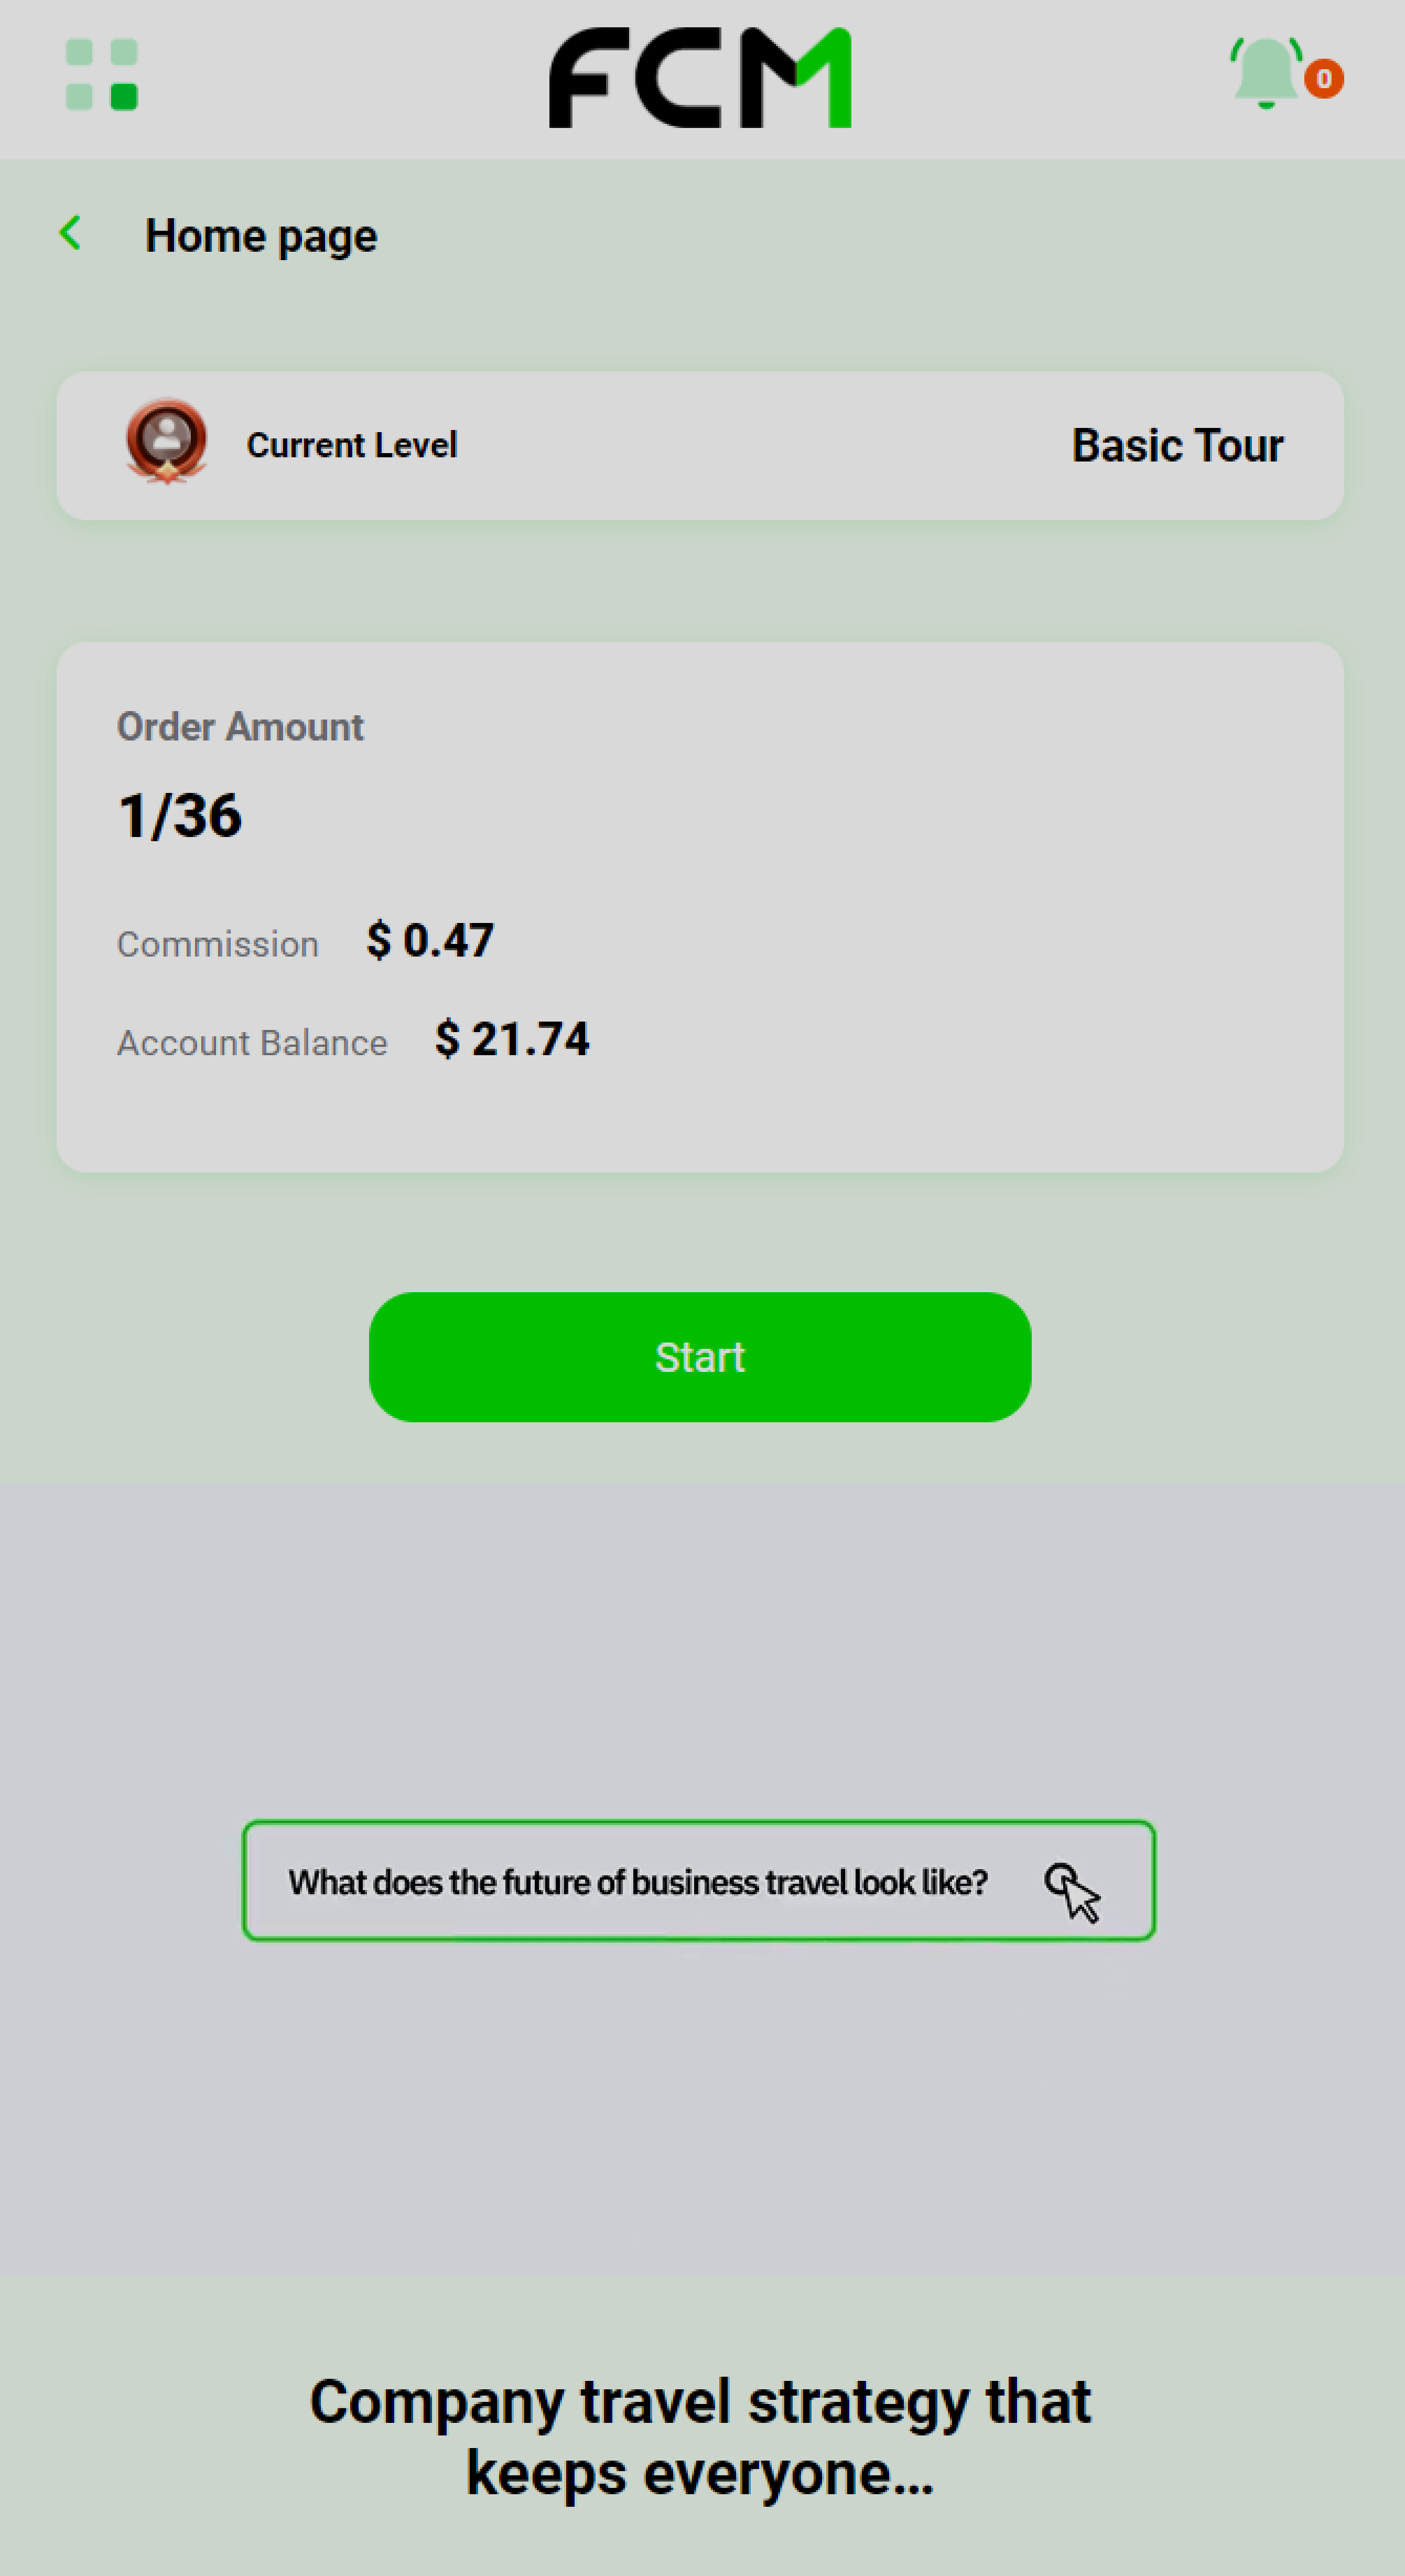 FCM
0
Home page
Current Level
Basic Tour
Order Amount
1/36
Commission $ 0.47
Account Balance $ 21.74
Start
What does the future of business travel look like?
Company travel strategy that
keeps everyone...